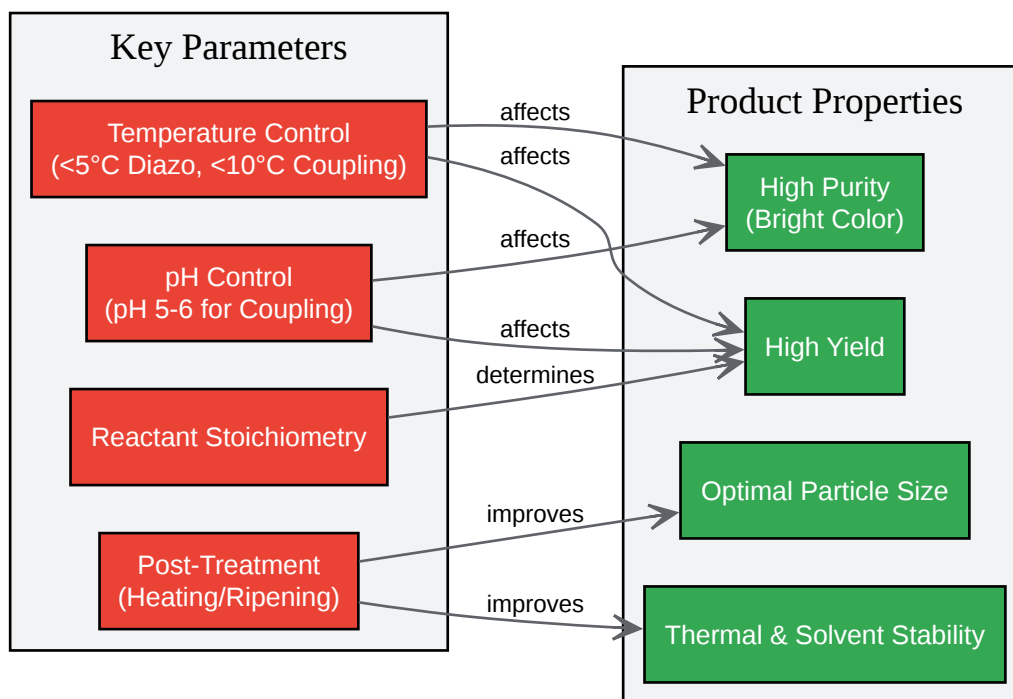 Key Parameters
Temperature Control
(<5°C Diazo, <10°C Coupling)
pH Control
(pH 5-6 for Coupling)
Reactant Stoichiometry
Post-Treatment
(Heating/Ripening)
affects
affects
affects
affects
determines
improves
improves
Product Properties
High Purity
(Bright Color)
High Yield
Optimal Particle Size
Thermal & Solvent Stability